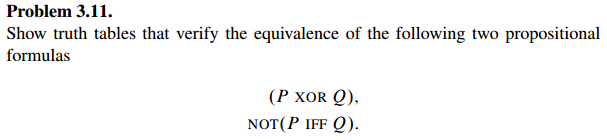 Problem 3.11.
Show truth tables that verify the equivalence of the following two propositional
formulas
(P XOR Q),
NOT(P IFF Q).